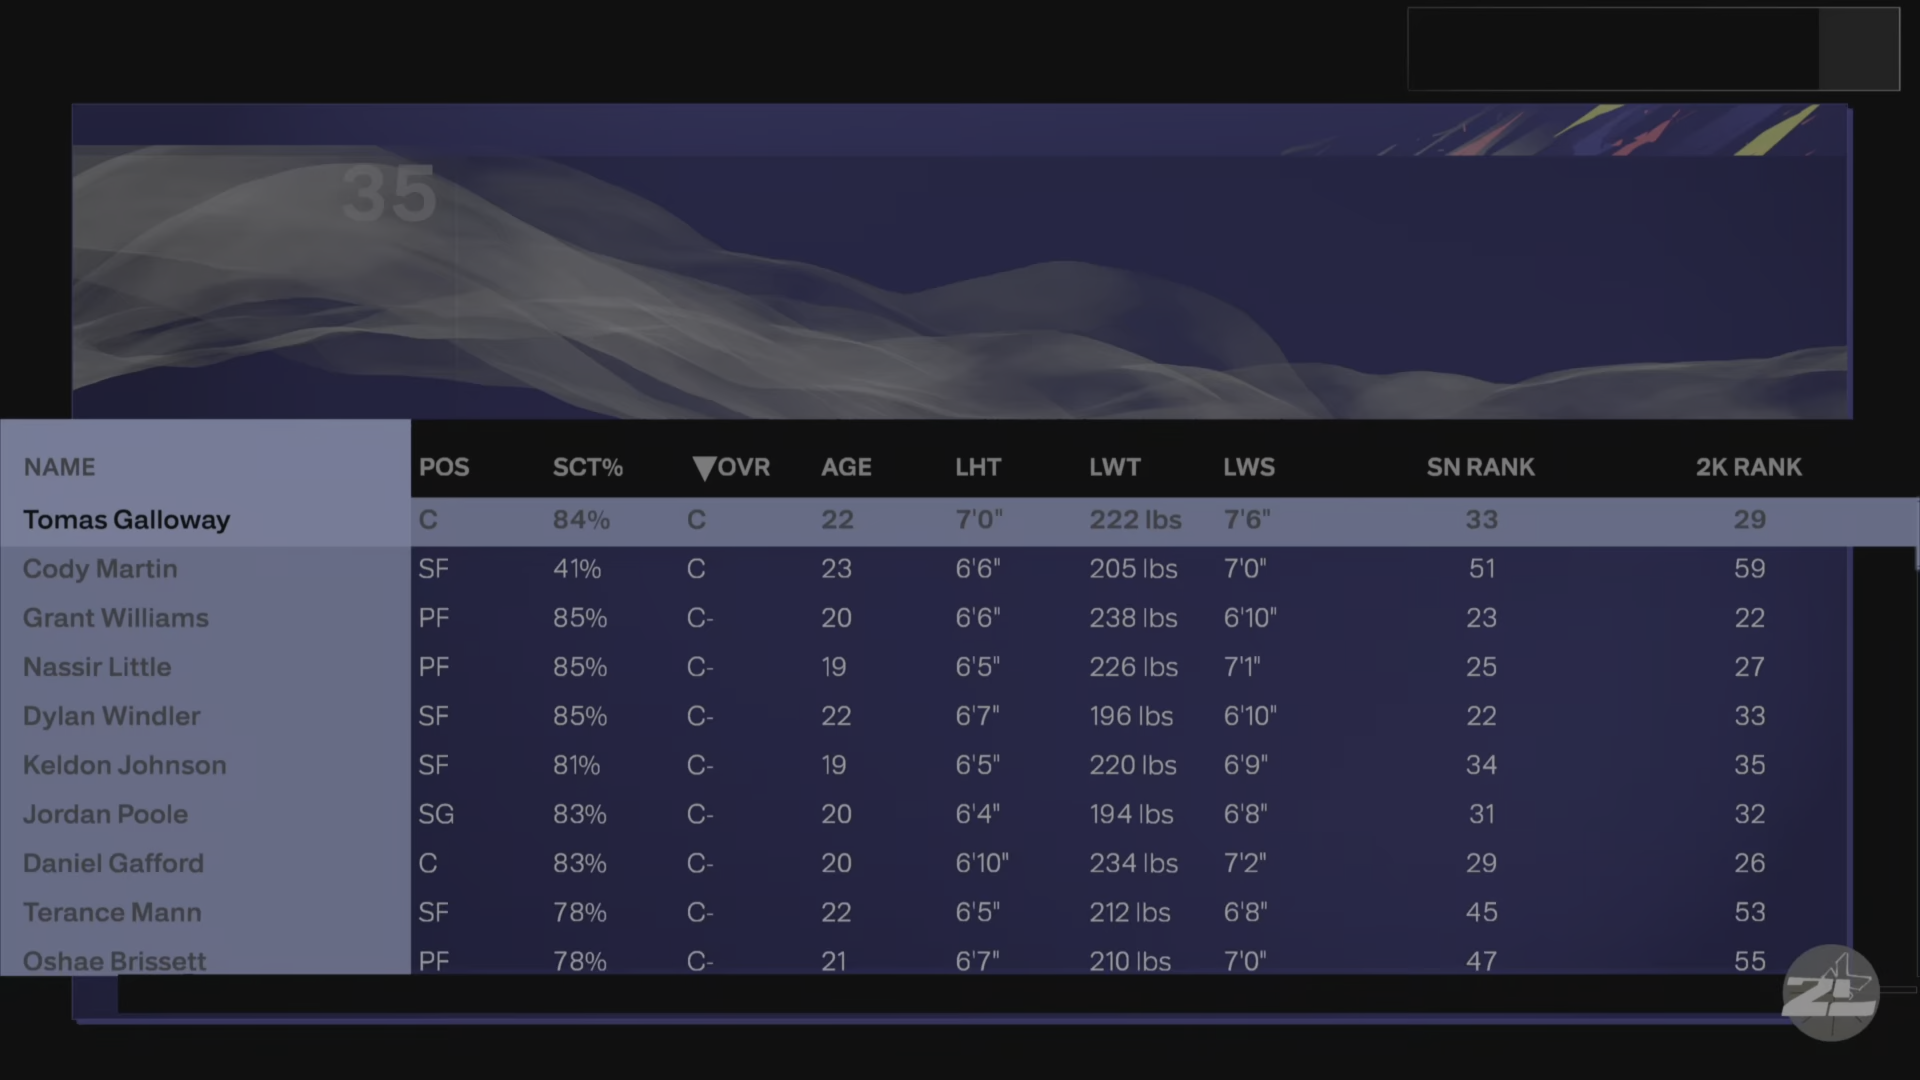 35
NAME POS SCT% ▼OVR AGE LHT LWT LWS SN RANK 2K RANK
Tomas Galloway C 84% C 22 7'0" 222 lbs 7'6" 33 29
Cody Martin SF 41% C 23 6'6" 205 lbs 7'0" 51 59
Grant Williams PF 85% C- 20 6'6" 238 lbs 6'10" 23 22
Nassir Little PF 85% C- 19 6'5" 226 lbs 7'1" 25 27
Dylan Windler SF 85% C- 22 6'7" 196 lbs 6'10" 22 33
Keldon Johnson SF 81% C- 19 6'5" 220 lbs 6'9" 34 35
Jordan Poole SG 83% C- 20 6'4" 194 lbs 6'8" 31 32
Daniel Gafford C 83% C- 20 6'10" 234 lbs 7'2" 29 26
Terance Mann SF 78% C- 22 6'5" 212 lbs 6'8" 45 53
Oshae Brissett PF 78% C- 21 6'7" 210 lbs 7'0" 47 55